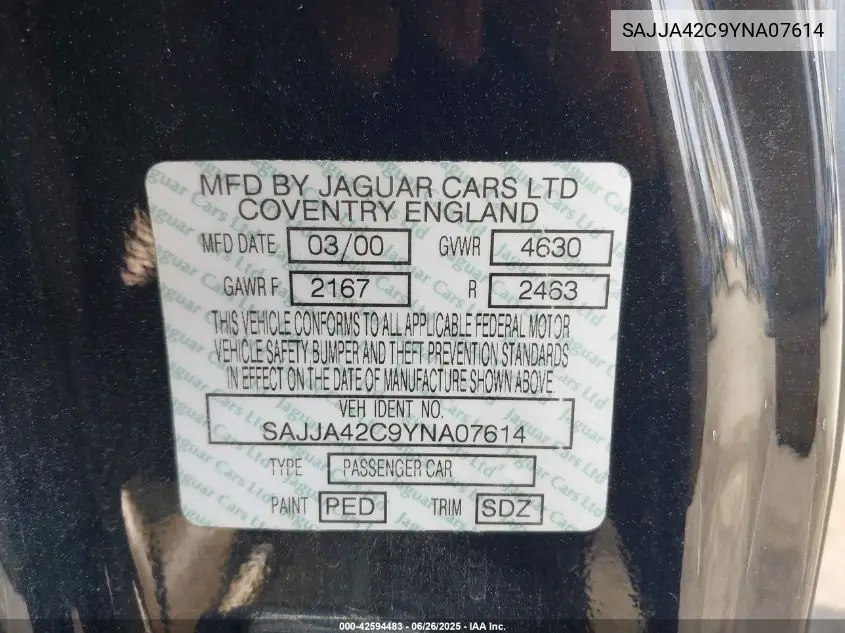 SAJJA42C9YNA07614
MFD BY JAGUAR CARS LTD
COVENTRY ENGLAND
MFD DATE 03/00 GVWR 4630
GAWR F 2167 R 2463
THIS VEHICLE CONFORMS TO ALL APPLICABLE FEDERAL MOTOR
VEHICLE SAFETY BUMPER AND THEFT PREVENTION STANDARDS
IN EFFECT ON THE DATE OF MANUFACTURE SHOWN ABOVE
VEH IDENT NO.
SAJJA42C9YNA07614
TYPE PASSENGER CAR
PAINT PED TRIM SDZ
000-42594483 - 06/26/2025 - IAA Inc.